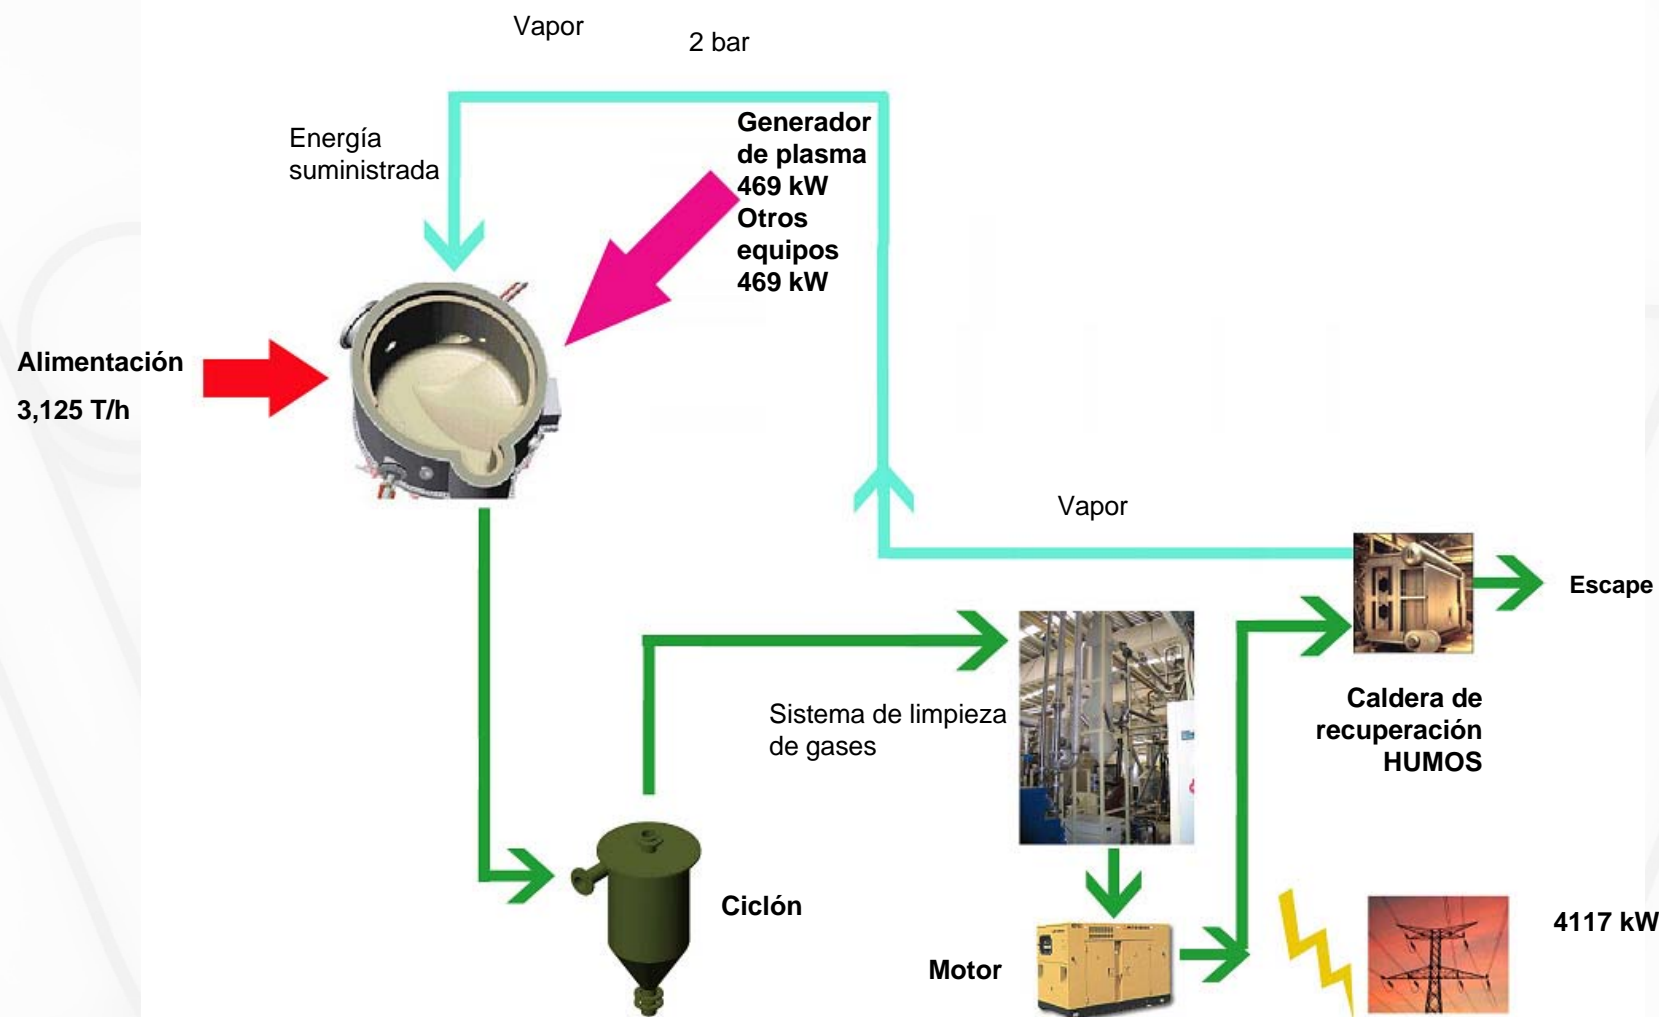 Vapor
2 bar
Energía
suministrada
Generador
de plasma
469 kW
Otros
equipos
469 kW
Alimentación
3,125 T/h
Vapor
Escape
Sistema de limpieza
de gases
Caldera de
recuperación
HUMOS
Ciclón
Motor
4117 kW